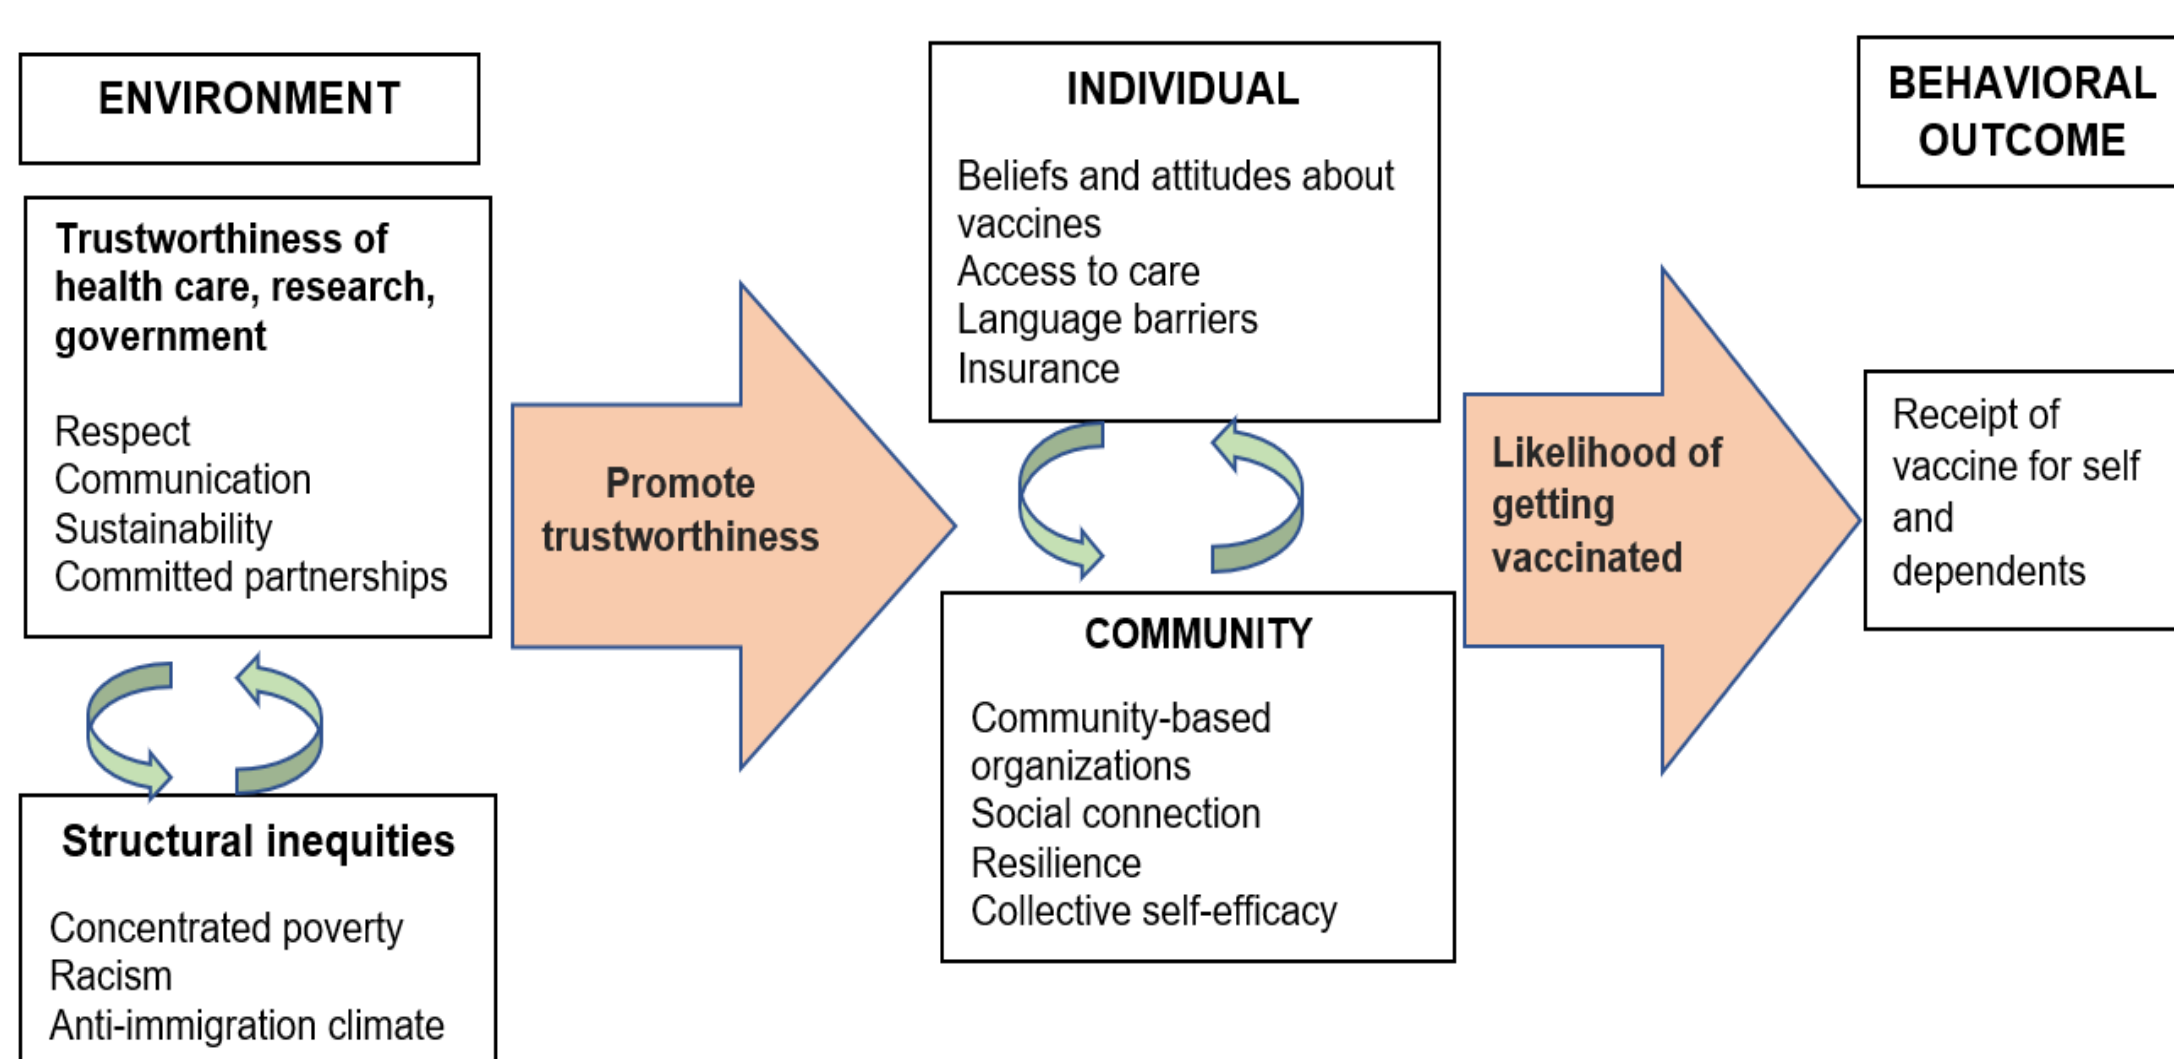 ENVIRONMENT
Trustworthiness of
health care, research,
government
Respect
Communication
Sustainability
Committed partnerships
Structural inequities
Concentrated poverty
Racism
Anti-immigration climate
Promote
trustworthiness
INDIVIDUAL
Beliefs and attitudes about
vaccines
Access to care
Language barriers
Insurance
COMMUNITY
Community-based
organizations
Social connection
Resilience
Collective self-efficacy
Likelihood of
getting
vaccinated
BEHAVIORAL
OUTCOME
Receipt of
vaccine for self
and
dependents